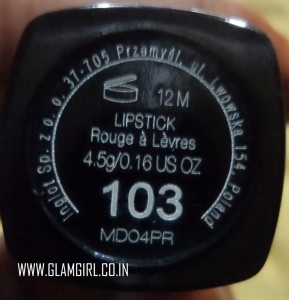 Inglot Sp. z o. o. 37-705 Przemyśl, ul. Lwowska 154, Poland
12M
LIPSTICK
Rouge à Lèvres
4.5g/0.16 US OZ
103
MD04PR
WWW.GLAMGIRL.CO.IN